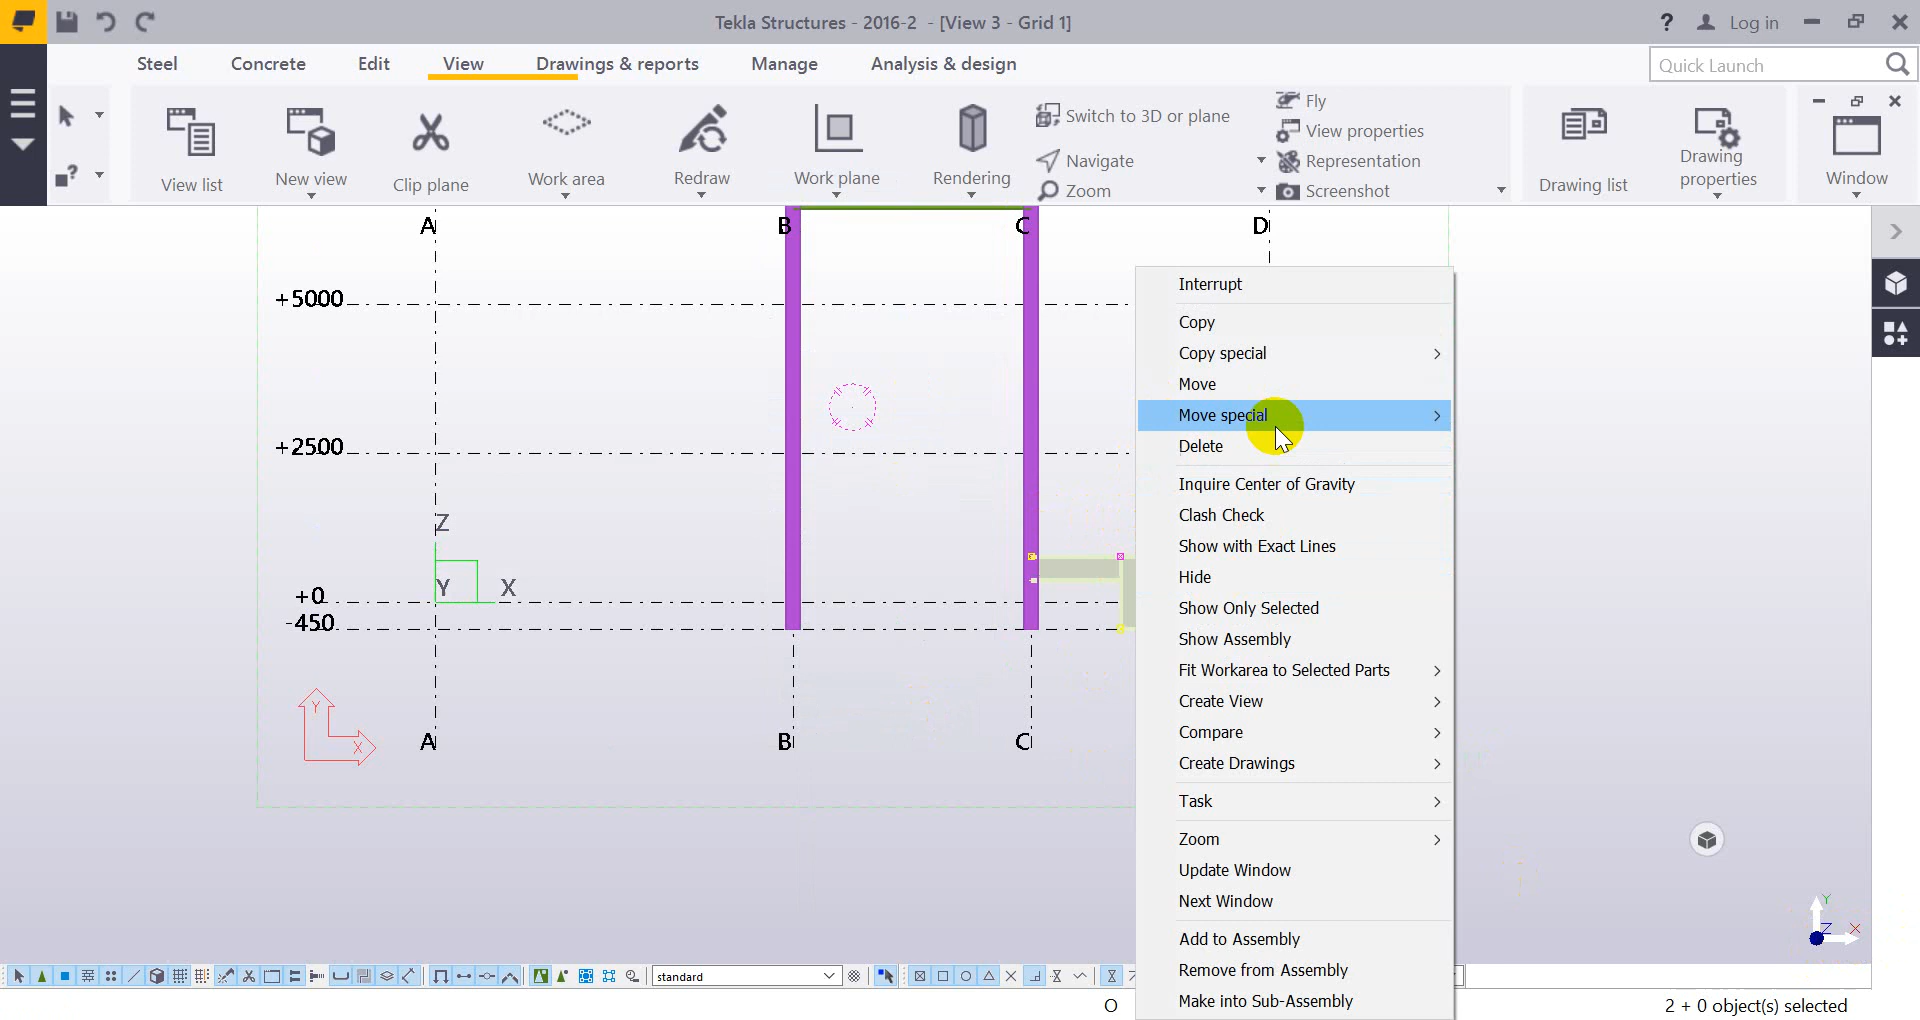 Tekla Structures - 2016-2 - [View 3 - Grid 1]
? Log in
Steel Concrete Edit View Drawings & reports Manage Analysis & design
Quick Launch
View list
New view
Clip plane
Work area
Redraw
Work plane
Rendering
Switch to 3D or plane
Navigate
Zoom
Fly
View properties
Representation
Screenshot
Drawing list
Drawing properties
Window
A B C D
+5000
+2500
+0
-450
Z
Y X
Y
X
A B C
Interrupt
Copy
Copy special
Move
Move special
Delete
Inquire Center of Gravity
Clash Check
Show with Exact Lines
Hide
Show Only Selected
Show Assembly
Fit Workarea to Selected Parts
Create View
Compare
Create Drawings
Task
Zoom
Update Window
Next Window
Add to Assembly
Remove from Assembly
Make into Sub-Assembly
Y
Z X
standard
O
2 + 0 object(s) selected